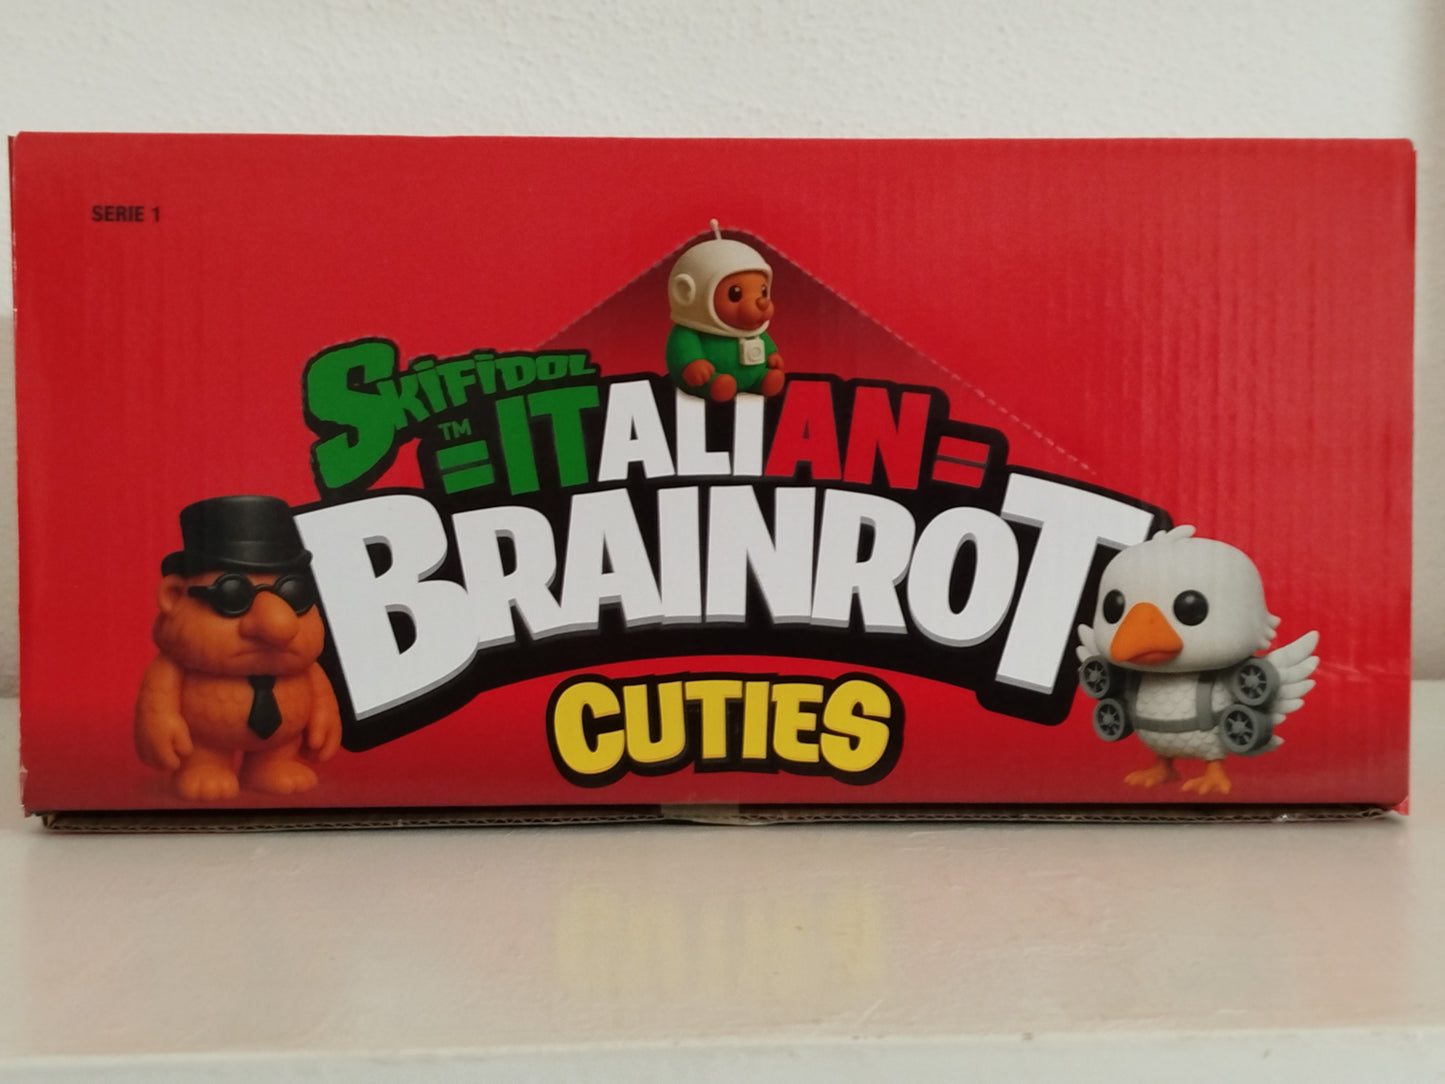 SERIE 1
SKIFIDOL
TM
ITALIAN
BRAINROT
CUTIES